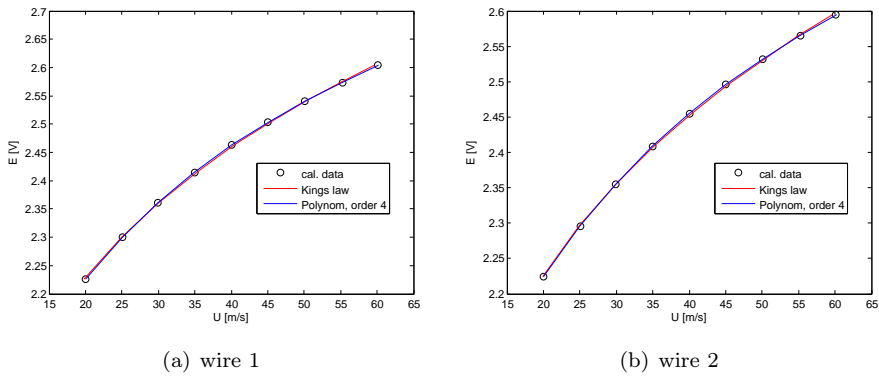 2.7
2.65
2.6
2.55
2.5
2.45
2.4
2.35
2.3
2.25
2.2
E [V]
cal. data
Kings law
Polynom, order 4
15 20 25 30 35 40 45 50 55 60 65
U [m/s]
(a) wire 1
2.6
2.55
2.5
2.45
2.4
2.35
2.3
2.25
2.2
E [V]
cal. data
Kings law
Polynom, order 4
15 20 25 30 35 40 45 50 55 60 65
U [m/s]
(b) wire 2